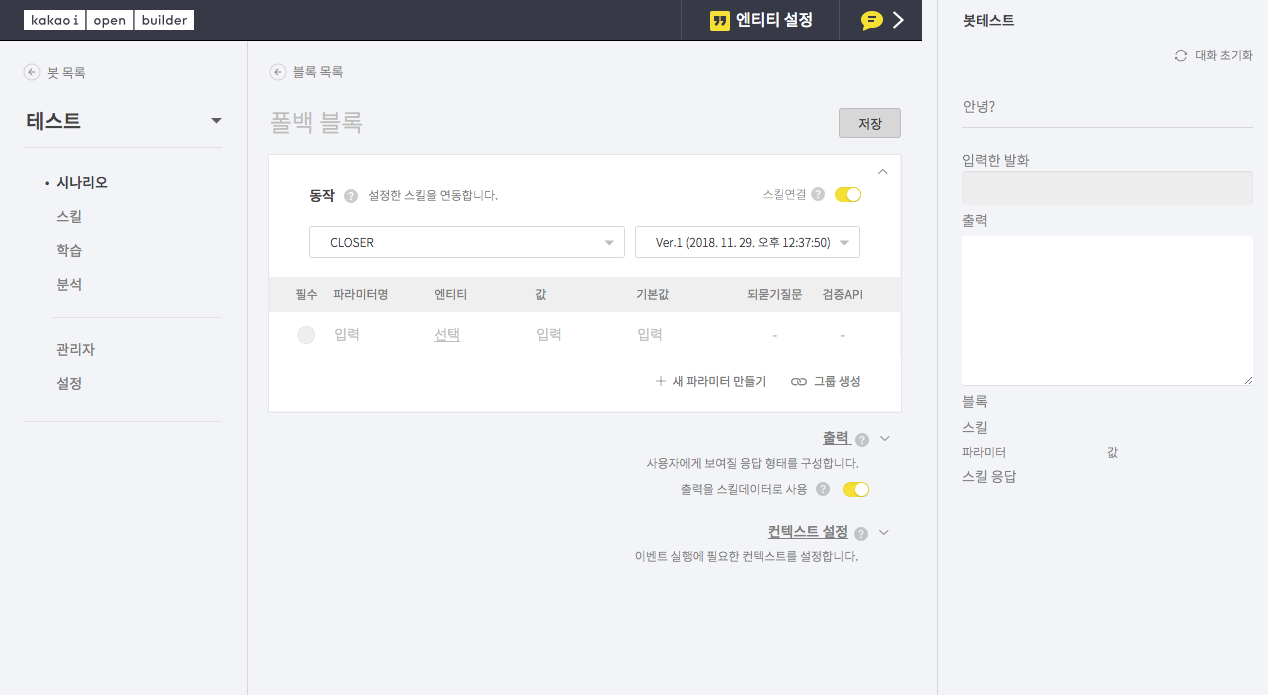 kakao i open builder
엔티티 설정
봇 목록
테스트
시나리오
스킬
학습
분석
관리자
설정
블록 목록
폴백 블록
저장
동작 ? 설정한 스킬을 연동합니다.
스킬연결 ?
CLOSER
Ver.1 (2018. 11. 29. 오후 12:37:50)
필수 파라미터명 엔티티 값 기본값 되묻기질문 검증API
입력 선택 입력 입력 - -
+ 새 파라미터 만들기 그룹 생성
출력 ?
사용자에게 보여질 응답 형태를 구성합니다.
출력을 스킬데이터로 사용 ?
컨텍스트 설정 ?
이벤트 실행에 필요한 컨텍스트를 설정합니다.
봇테스트
대화 초기화
안녕?
입력한 발화
출력
블록
스킬
파라미터 값
스킬 응답